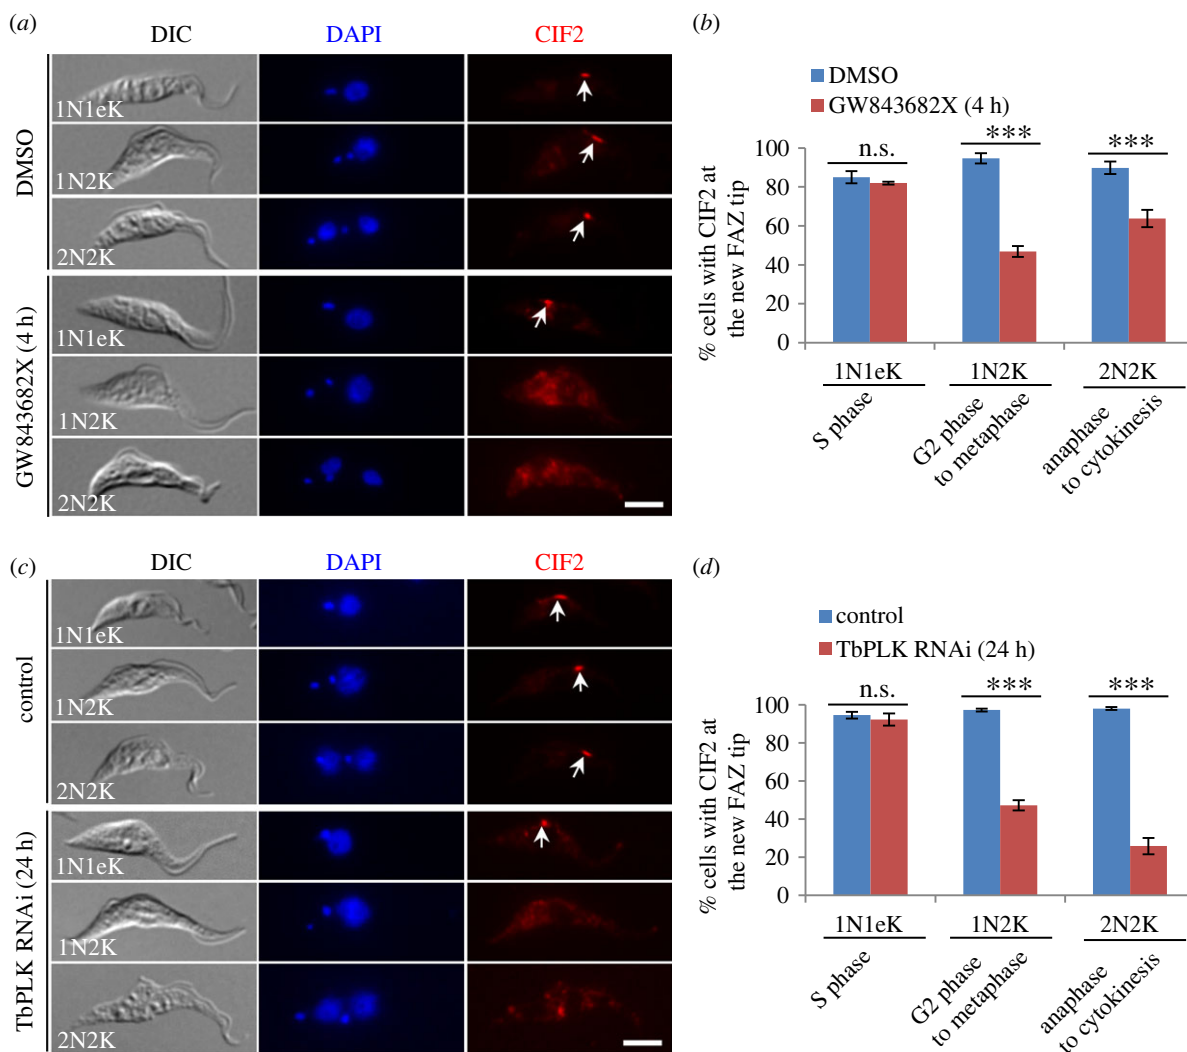 (a)
DIC DAPI CIF2
DMSO
1N1eK
1N2K
2N2K
GW843682X (4 h)
1N1eK
1N2K
2N2K
(b)
DMSO
GW843682X (4 h)
n.s. *** ***
% cells with CIF2 at
the new FAZ tip
100
80
60
40
20
0
1N1eK 1N2K 2N2K
S phase
G2 phase
to metaphase
anaphase
to cytokinesis
(c)
DIC DAPI CIF2
control
1N1eK
1N2K
2N2K
TbPLK RNAi (24 h)
1N1eK
1N2K
2N2K
(d)
control
TbPLK RNAi (24 h)
n.s. *** ***
% cells with CIF2 at
the new FAZ tip
100
80
60
40
20
0
1N1eK 1N2K 2N2K
S phase
G2 phase
to metaphase
anaphase
to cytokinesis